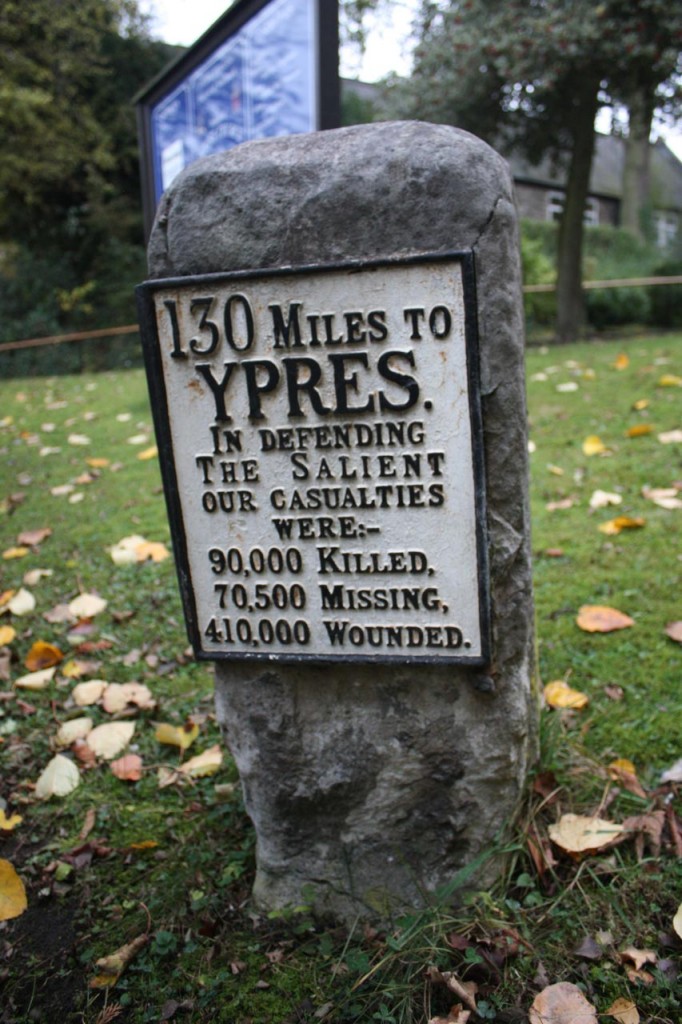 130 MILES TO
YPRES.
IN DEFENDING
THE SALIENT
OUR CASUALTIES
WERE:-
90,000 KILLED,
70,500 MISSING,
410,000 WOUNDED.